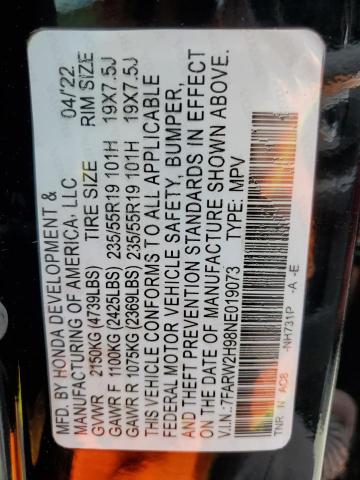 MFD. BY HONDA DEVELOPMENT &
MANUFACTURING OF AMERICA, LLC 04/22
GVWR 2150KG(4739LBS) TIRE SIZE RIM SIZE
GAWR F 1100KG(2425LBS) 235/55R19 101H 19X7.5J
GAWR R 1075KG(2369LBS) 235/55R19 101H 19X7.5J
THIS VEHICLE CONFORMS TO ALL APPLICABLE
FEDERAL MOTOR VEHICLE SAFETY, BUMPER,
AND THEFT PREVENTION STANDARDS IN EFFECT
ON THE DATE OF MANUFACTURE SHOWN ABOVE.
V.I.N.: 7FARW2H98NE019073 TYPE: MPV
NH731P -A -E
TNR N AC8